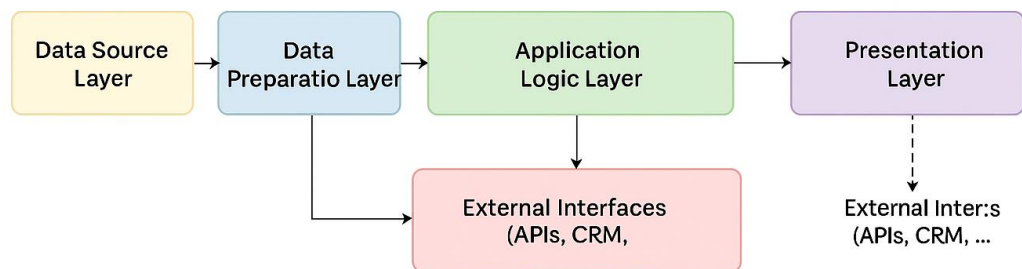 Data Source
Layer
Data
Preparatio Layer
Application
Logic Layer
Presentation
Layer
External Interfaces
(APIs, CRM,
External Inter:s
(APIs, CRM, ...